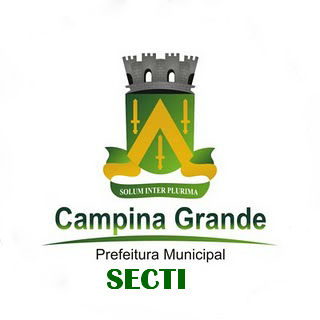 SOLUM INTER PLURIMA
Campina Grande
Prefeitura Municipal
SECTI